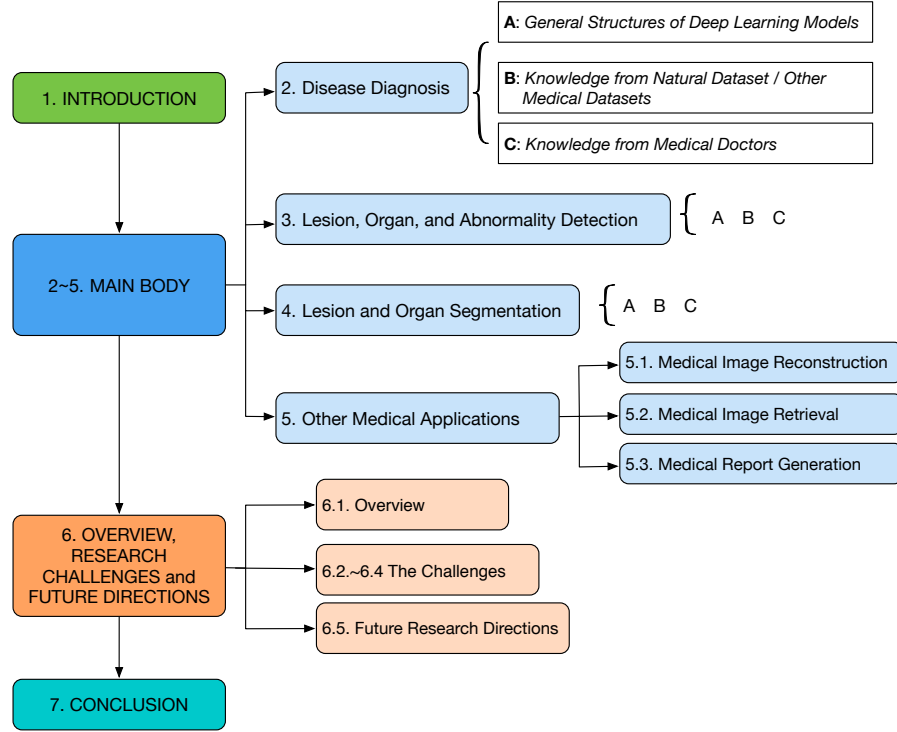 1. INTRODUCTION
2~5. MAIN BODY
2. Disease Diagnosis
A: General Structures of Deep Learning Models
B: Knowledge from Natural Dataset / Other
Medical Datasets
C: Knowledge from Medical Doctors
3. Lesion, Organ, and Abnormality Detection
A B C
4. Lesion and Organ Segmentation
A B C
5. Other Medical Applications
5.1. Medical Image Reconstruction
5.2. Medical Image Retrieval
5.3. Medical Report Generation
6. OVERVIEW,
RESEARCH
CHALLENGES and
FUTURE DIRECTIONS
6.1. Overview
6.2.~6.4 The Challenges
6.5. Future Research Directions
7. CONCLUSION